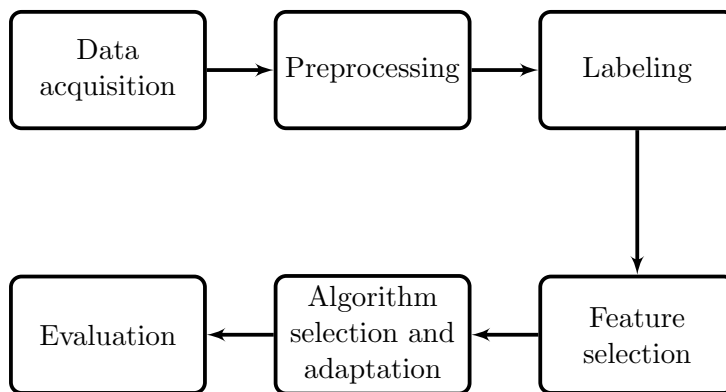 Data
acquisition
Preprocessing
Labeling
Feature
selection
Algorithm
selection and
adaptation
Evaluation